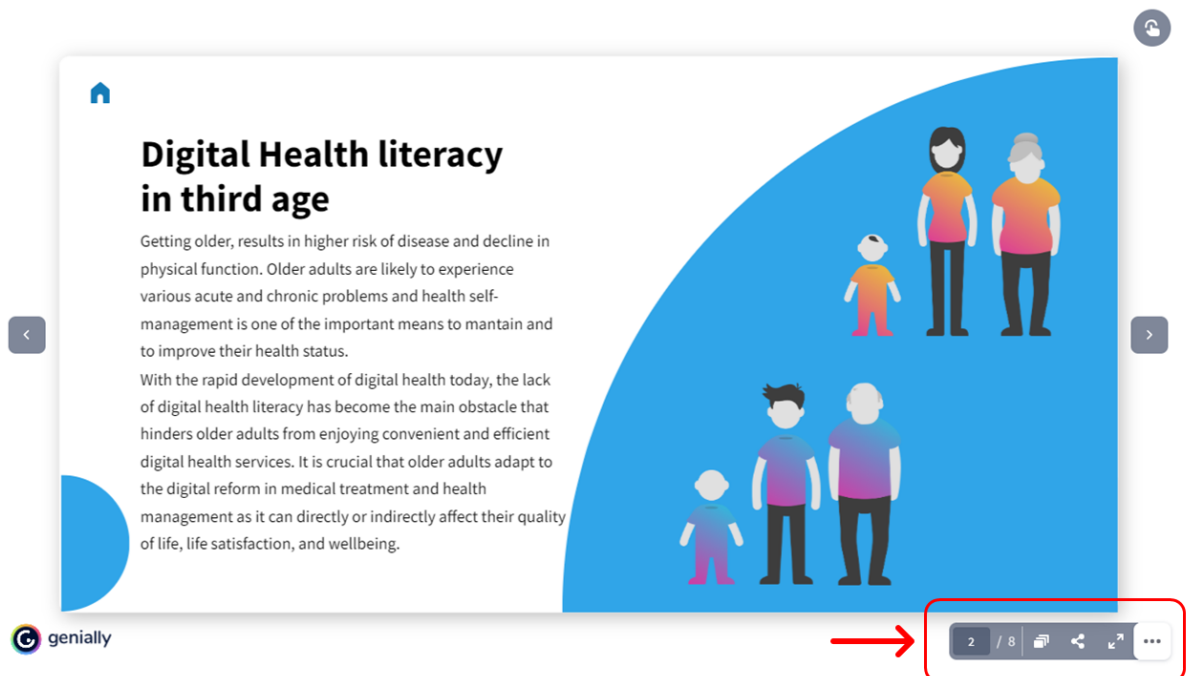 Digital Health literacy
in third age
Getting older, results in higher risk of disease and decline in
physical function. Older adults are likely to experience
various acute and chronic problems and health self-
management is one of the important means to mantain and
to improve their health status.
With the rapid development of digital health today, the lack
of digital health literacy has become the main obstacle that
hinders older adults from enjoying convenient and efficient
digital health services. It is crucial that older adults adapt to
the digital reform in medical treatment and health
management as it can directly or indirectly affect their quality
of life, life satisfaction, and wellbeing.
genially
2 / 8